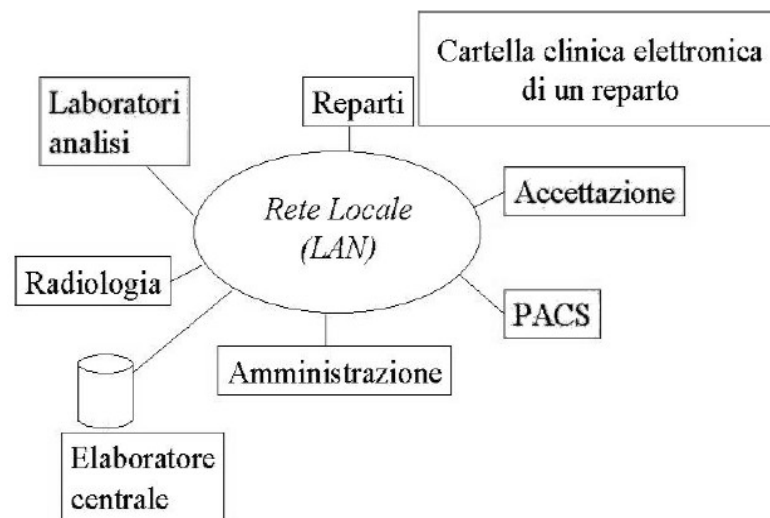 Cartella clinica elettronica
di un reparto
Laboratori
analisi
Reparti
Rete Locale
(LAN)
Accettazione
Radiologia
PACS
Amministrazione
Elaboratore
centrale